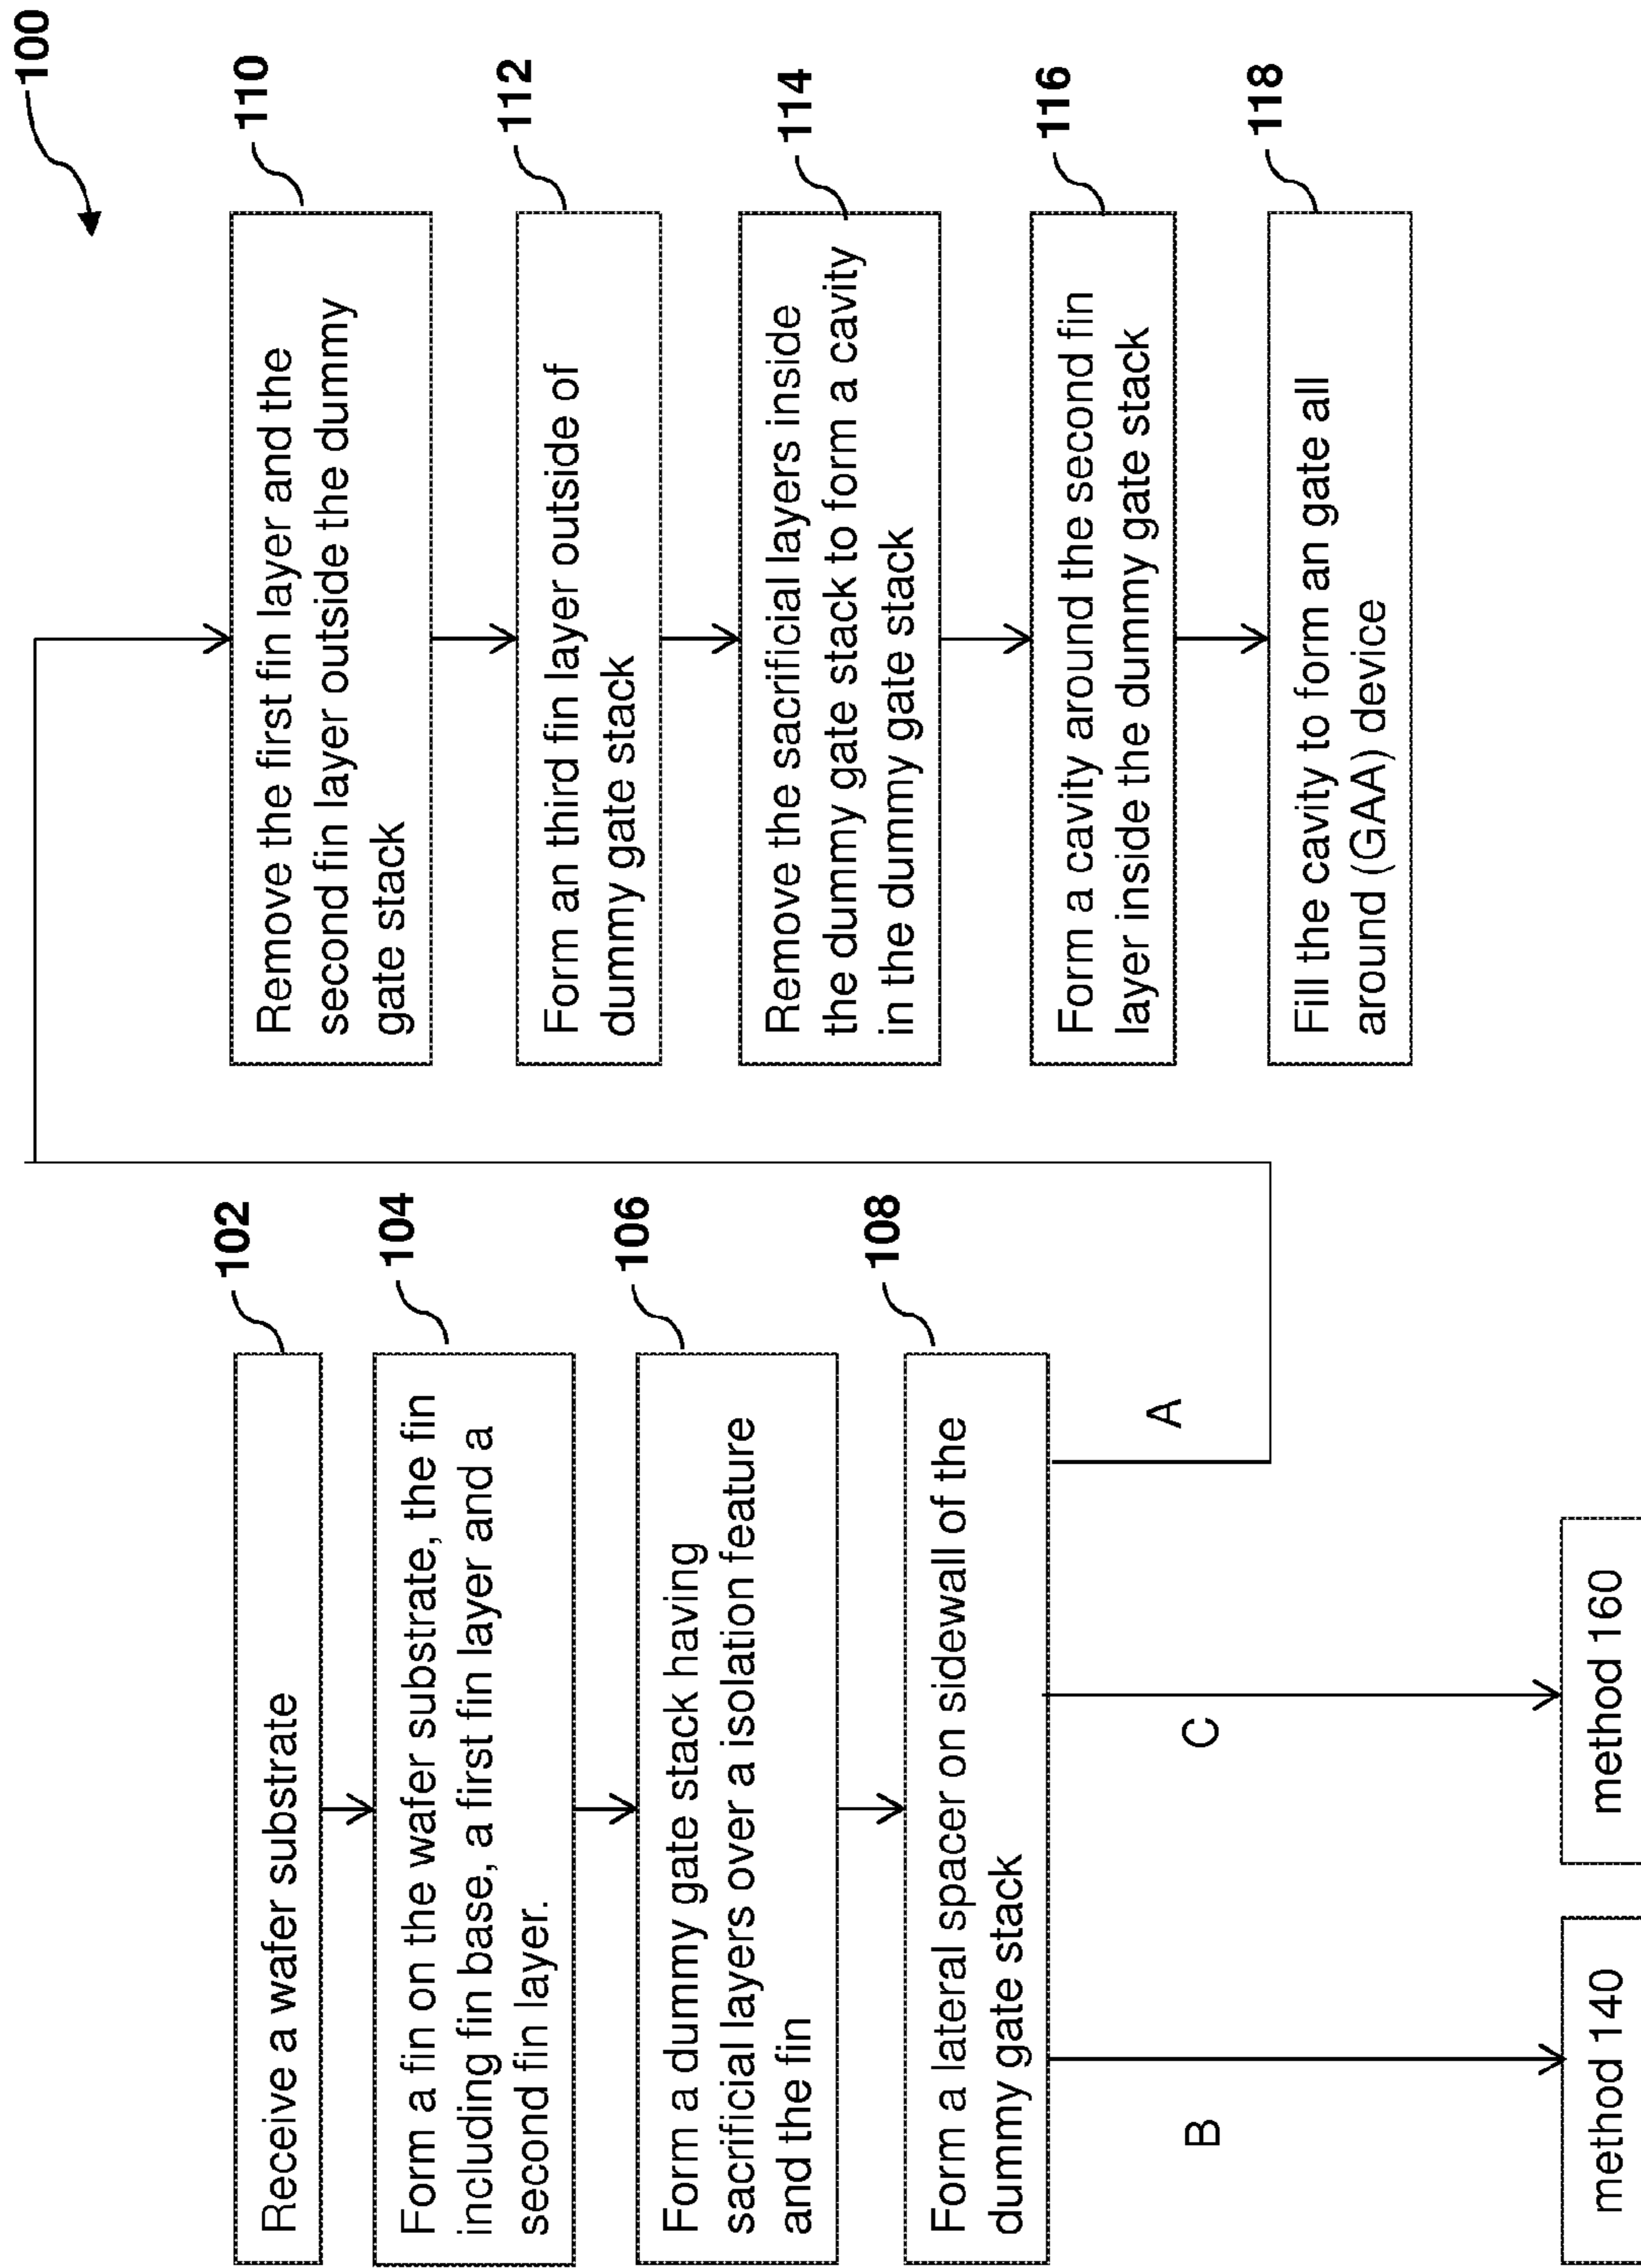 100
102
Receive a wafer substrate
104
Form a fin on the wafer substrate, the fin
including fin base, a first fin layer and a
second fin layer.
106
Form a dummy gate stack having
sacrificial layers over a isolation feature
and the fin
108
Form a lateral spacer on sidewall of the
dummy gate stack
A
B
C
method 140
method 160
110
Remove the first fin layer and the
second fin layer outside the dummy
gate stack
112
Form an third fin layer outside of
dummy gate stack
114
Remove the sacrificial layers inside
the dummy gate stack to form a cavity
in the dummy gate stack
116
Form a cavity around the second fin
layer inside the dummy gate stack
118
Fill the cavity to form an gate all
around (GAA) device